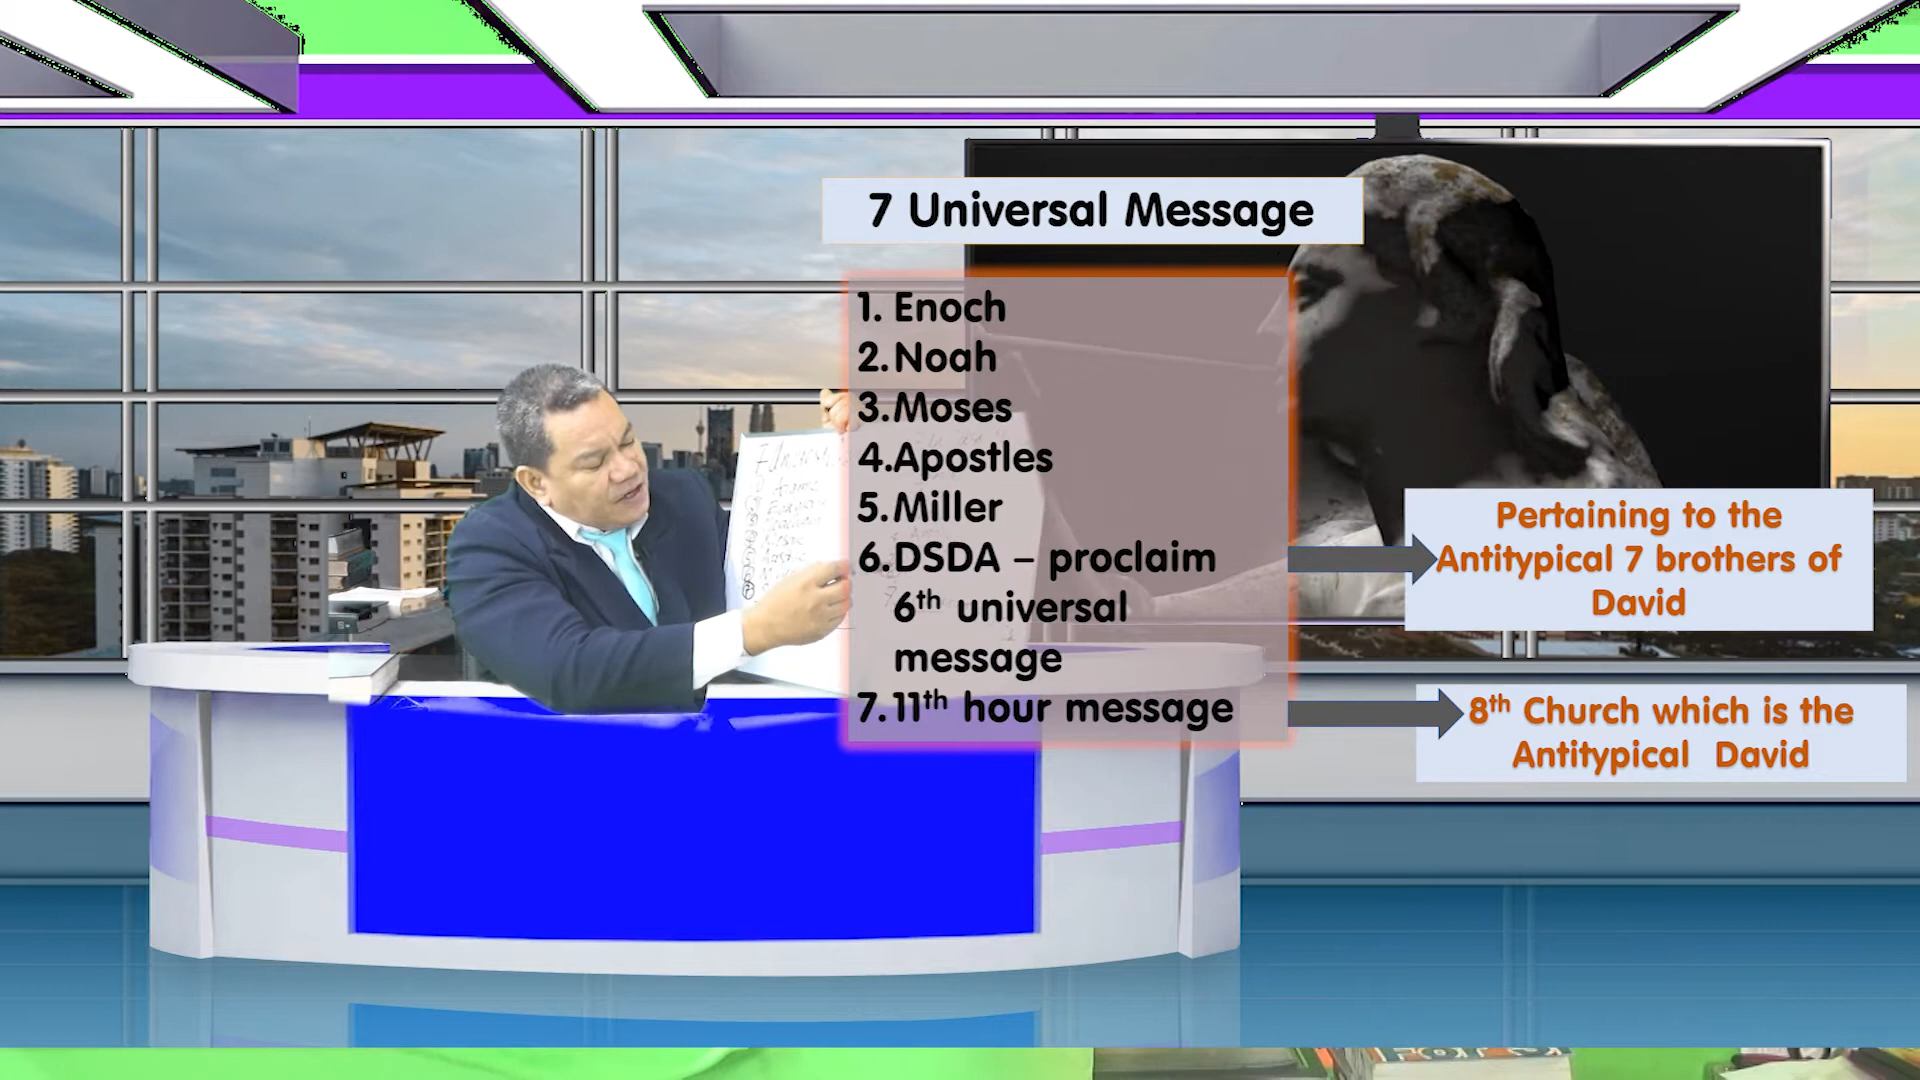 7 Universal Message
1. Enoch
2. Noah
3. Moses
4. Apostles
5. Miller
6. DSDA – proclaim
6th universal
message
7. 11th hour message
Pertaining to the
Antitypical 7 brothers of
David
8th Church which is the
Antitypical David